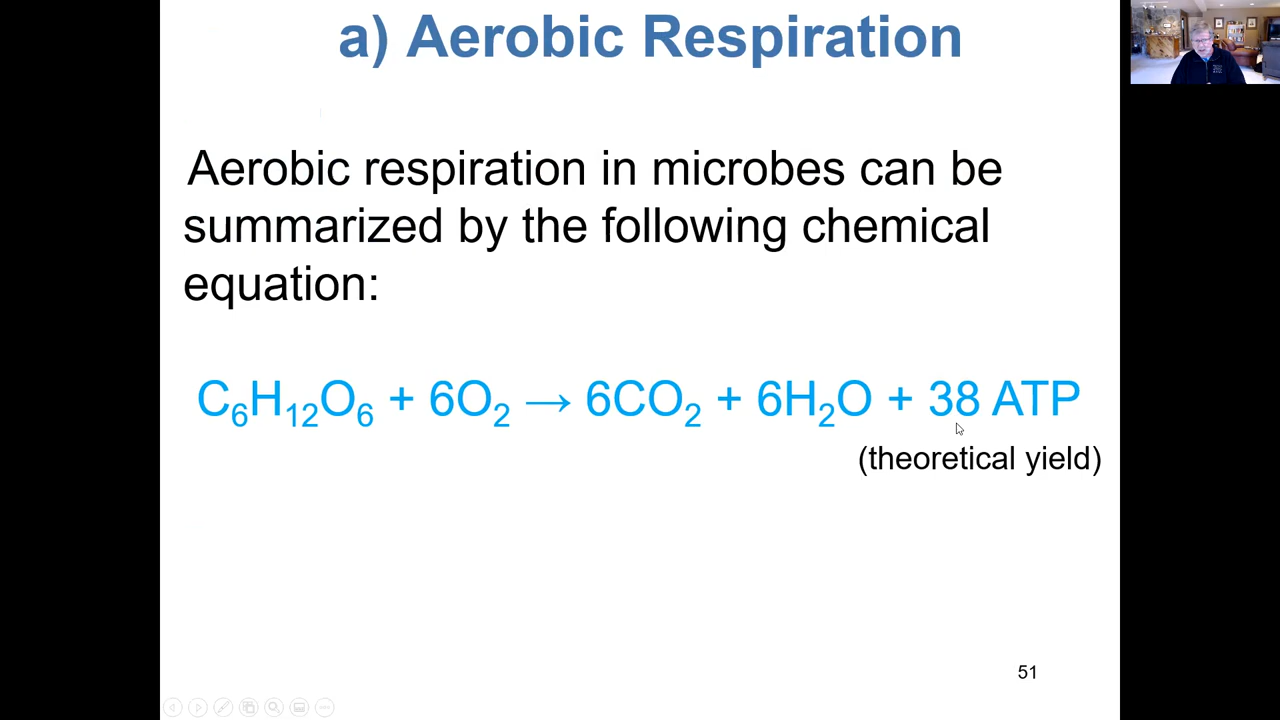 a) Aerobic Respiration
Aerobic respiration in microbes can be
summarized by the following chemical
equation:
C₆H₁₂O₆ + 6O₂ → 6CO₂ + 6H₂O + 38 ATP
(theoretical yield)
51